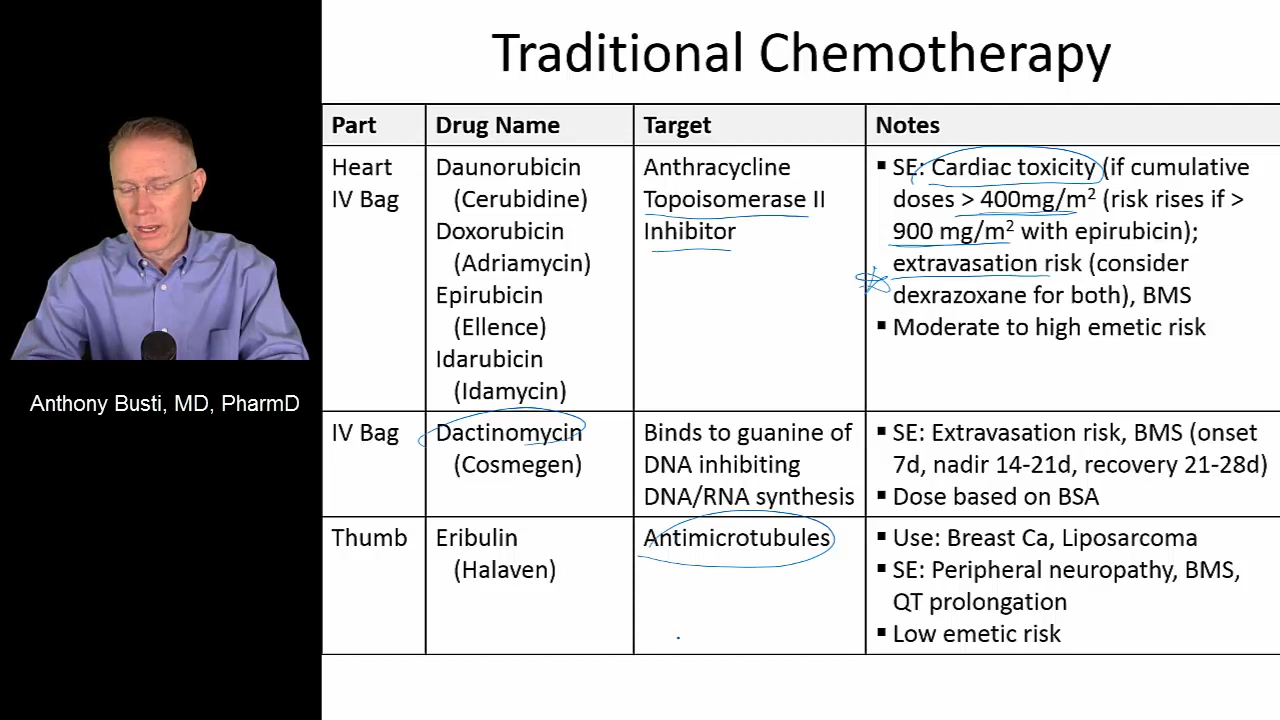 Traditional Chemotherapy
Part Drug Name Target Notes
Heart
IV Bag
Daunorubicin
(Cerubidine)
Doxorubicin
(Adriamycin)
Epirubicin
(Ellence)
Idarubicin
(Idamycin)
Anthracycline
Topoisomerase II
Inhibitor
▪ SE: Cardiac toxicity (if cumulative
doses > 400mg/m² (risk rises if >
900 mg/m² with epirubicin);
extravasation risk (consider
dexrazoxane for both), BMS
▪ Moderate to high emetic risk
IV Bag
Dactinomycin
(Cosmegen)
Binds to guanine of
DNA inhibiting
DNA/RNA synthesis
▪ SE: Extravasation risk, BMS (onset
7d, nadir 14-21d, recovery 21-28d)
▪ Dose based on BSA
Thumb
Eribulin
(Halaven)
Antimicrotubules
▪ Use: Breast Ca, Liposarcoma
▪ SE: Peripheral neuropathy, BMS,
QT prolongation
▪ Low emetic risk
Anthony Busti, MD, PharmD